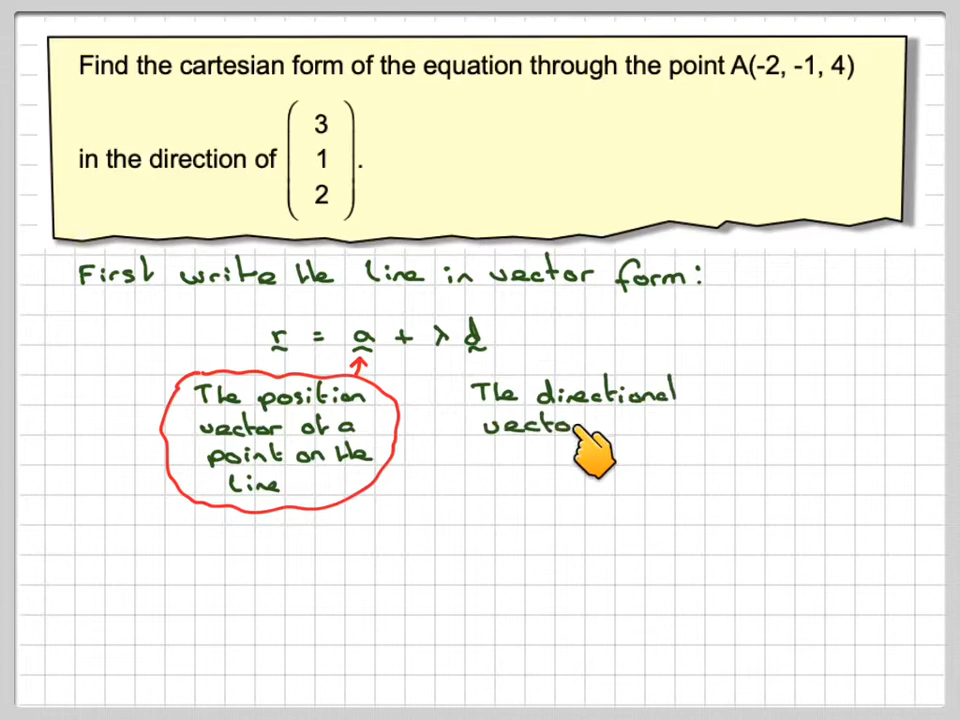 Find the cartesian form of the equation through the point A(-2, -1, 4)
in the direction of ( 3 1 2 ).
First write the line in vector form:
r = a + λ d
The position
vector of a
point on the
line
The directional
vecto